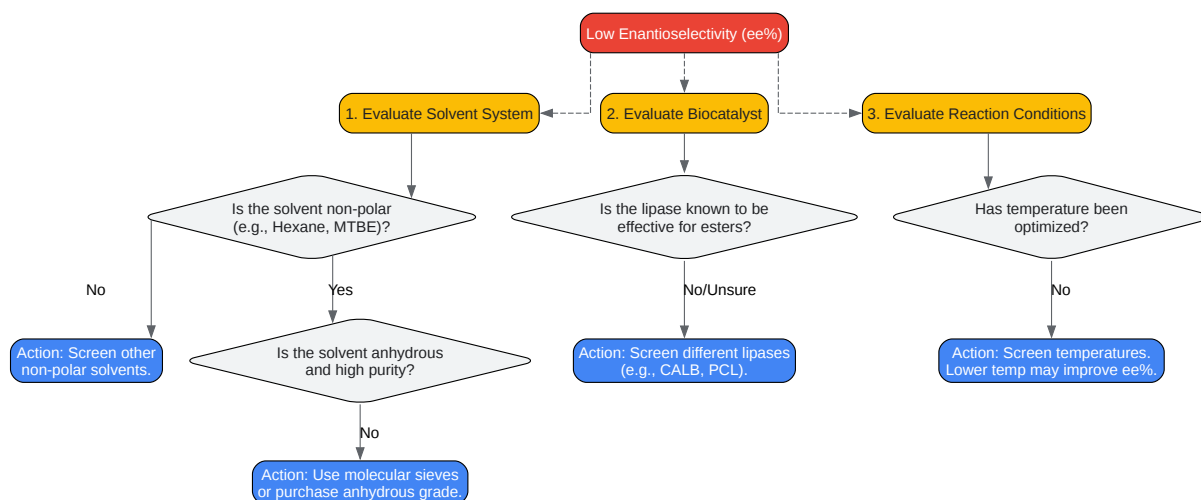 Low Enantioselectivity (ee%)
1. Evaluate Solvent System
2. Evaluate Biocatalyst
3. Evaluate Reaction Conditions
Is the solvent non-polar
(e.g., Hexane, MTBE)?
Is the lipase known to be
effective for esters?
Has temperature been
optimized?
No
Yes
No/Unsure
No
Action: Screen other
non-polar solvents.
Is the solvent anhydrous
and high purity?
Action: Screen different lipases
(e.g., CALB, PCL).
Action: Screen temperatures.
Lower temp may improve ee%.
No
Action: Use molecular sieves
or purchase anhydrous grade.